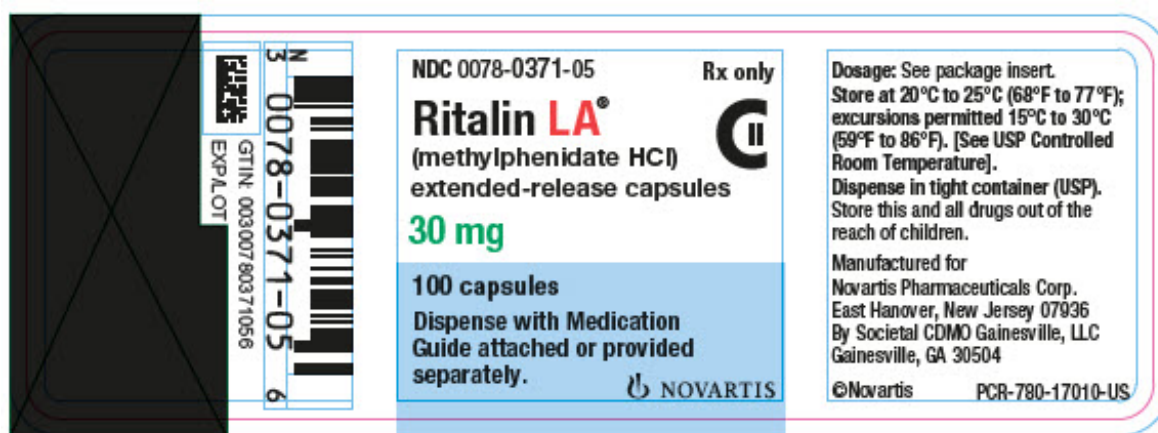 N
3 0078-0371-05 6
GTIN: 00300780371056
EXP/LOT
NDC 0078-0371-05 Rx only
Ritalin LA®
CII
(methylphenidate HCl)
extended-release capsules
30 mg
100 capsules
Dispense with Medication
Guide attached or provided
separately.
NOVARTIS
Dosage: See package insert.
Store at 20°C to 25°C (68°F to 77°F);
excursions permitted 15°C to 30°C
(59°F to 86°F). [See USP Controlled
Room Temperature].
Dispense in tight container (USP).
Store this and all drugs out of the
reach of children.
Manufactured for
Novartis Pharmaceuticals Corp.
East Hanover, New Jersey 07936
By Societal CDMO Gainesville, LLC
Gainesville, GA 30504
©Novartis PCR-780-17010-US